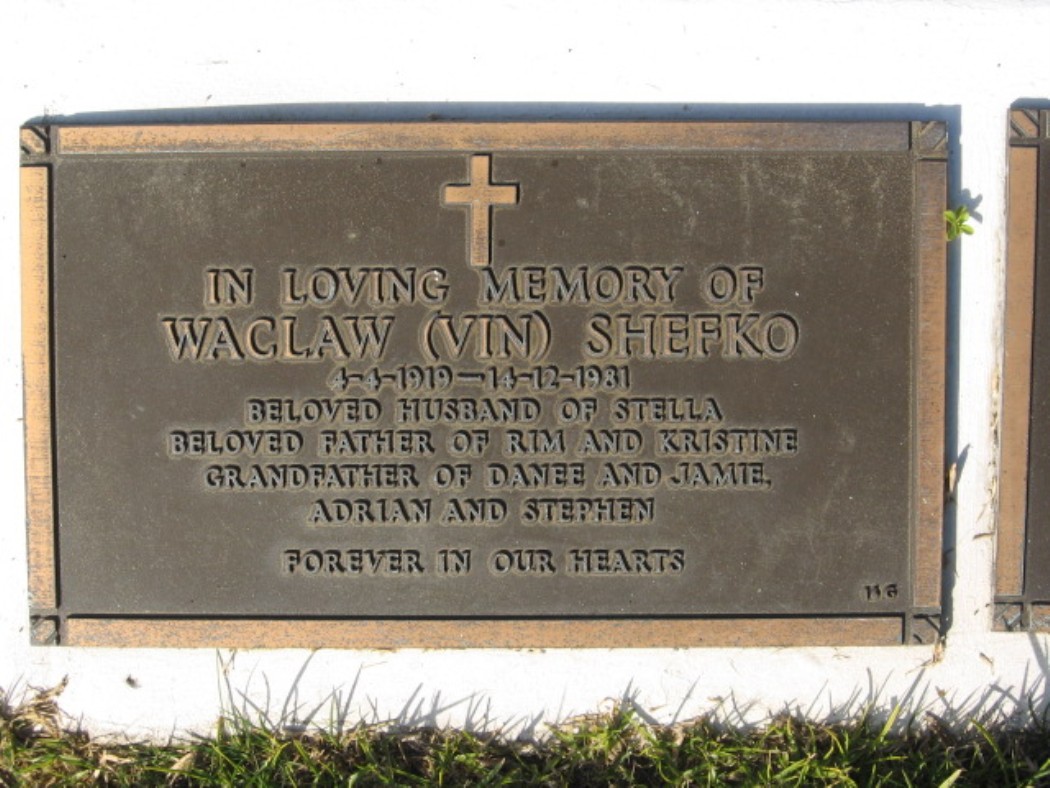 IN LOVING MEMORY OF
WACLAW (VIN) SHEFKO
4-4-1919—14-12-1981
BELOVED HUSBAND OF STELLA
BELOVED FATHER OF RIM AND KRISTINE
GRANDFATHER OF DANEE AND JAMIE,
ADRIAN AND STEPHEN
FOREVER IN OUR HEARTS